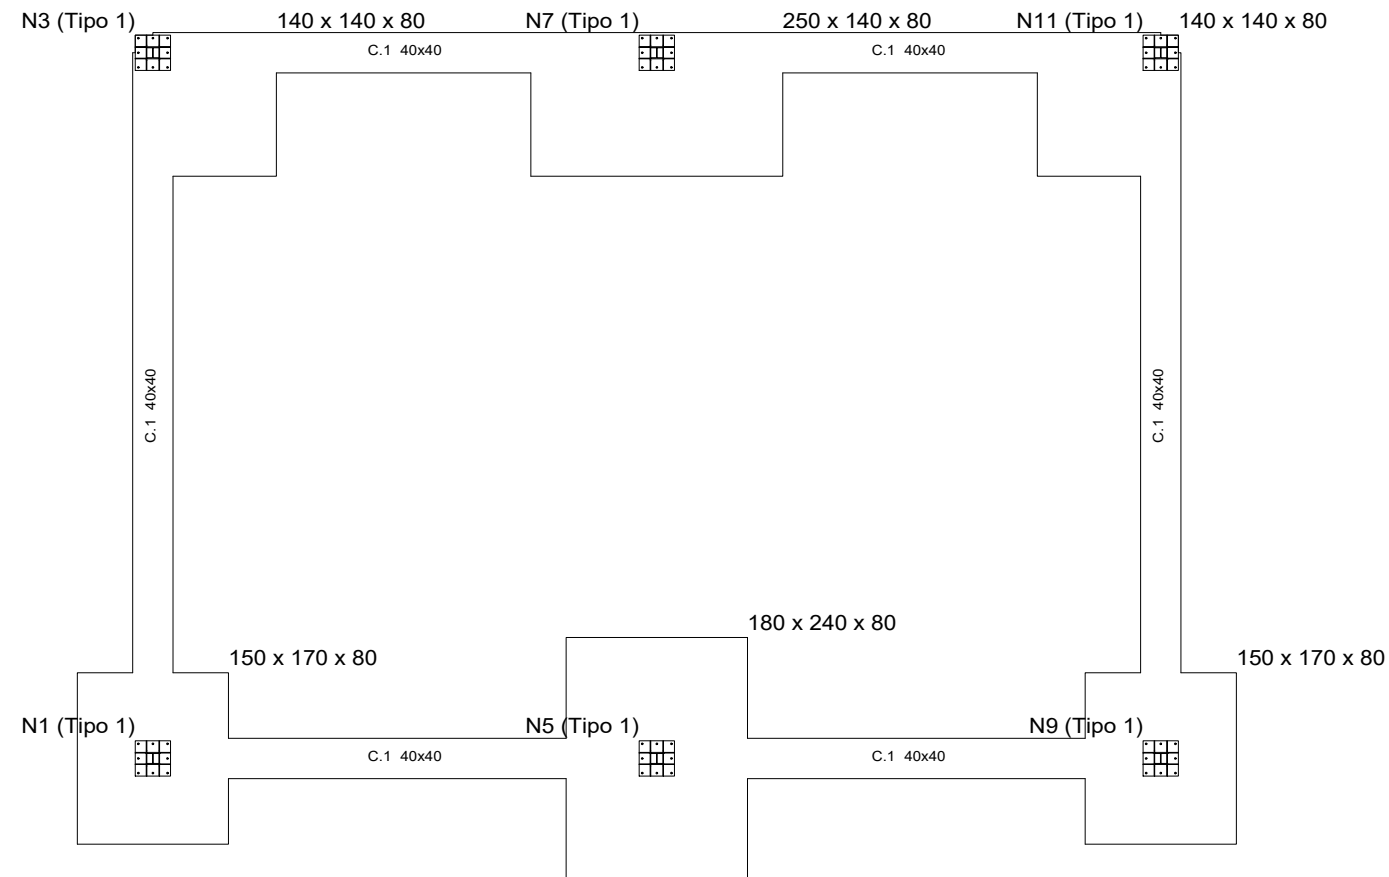 N3 (Tipo 1)
140 x 140 x 80
N7 (Tipo 1)
250 x 140 x 80
N11 (Tipo 1)
140 x 140 x 80
C.1 40x40
C.1 40x40
C.1 40x40
C.1 40x40
180 x 240 x 80
150 x 170 x 80
150 x 170 x 80
N1 (Tipo 1)
N5 (Tipo 1)
N9 (Tipo 1)
C.1 40x40
C.1 40x40